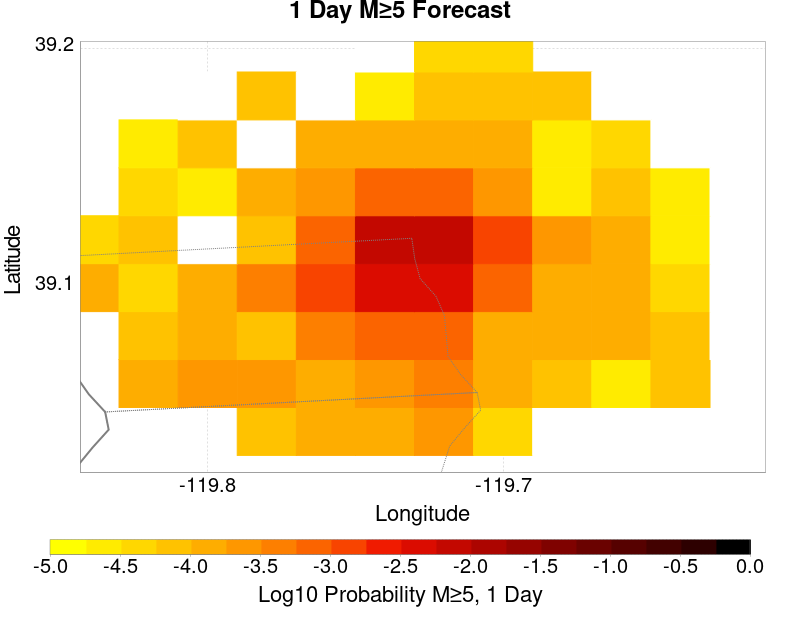 1 Day M≥5 Forecast
39.2
39.1
Latitude
-119.8 -119.7
Longitude
-5.0 -4.5 -4.0 -3.5 -3.0 -2.5 -2.0 -1.5 -1.0 -0.5 0.0
Log10 Probability M≥5, 1 Day